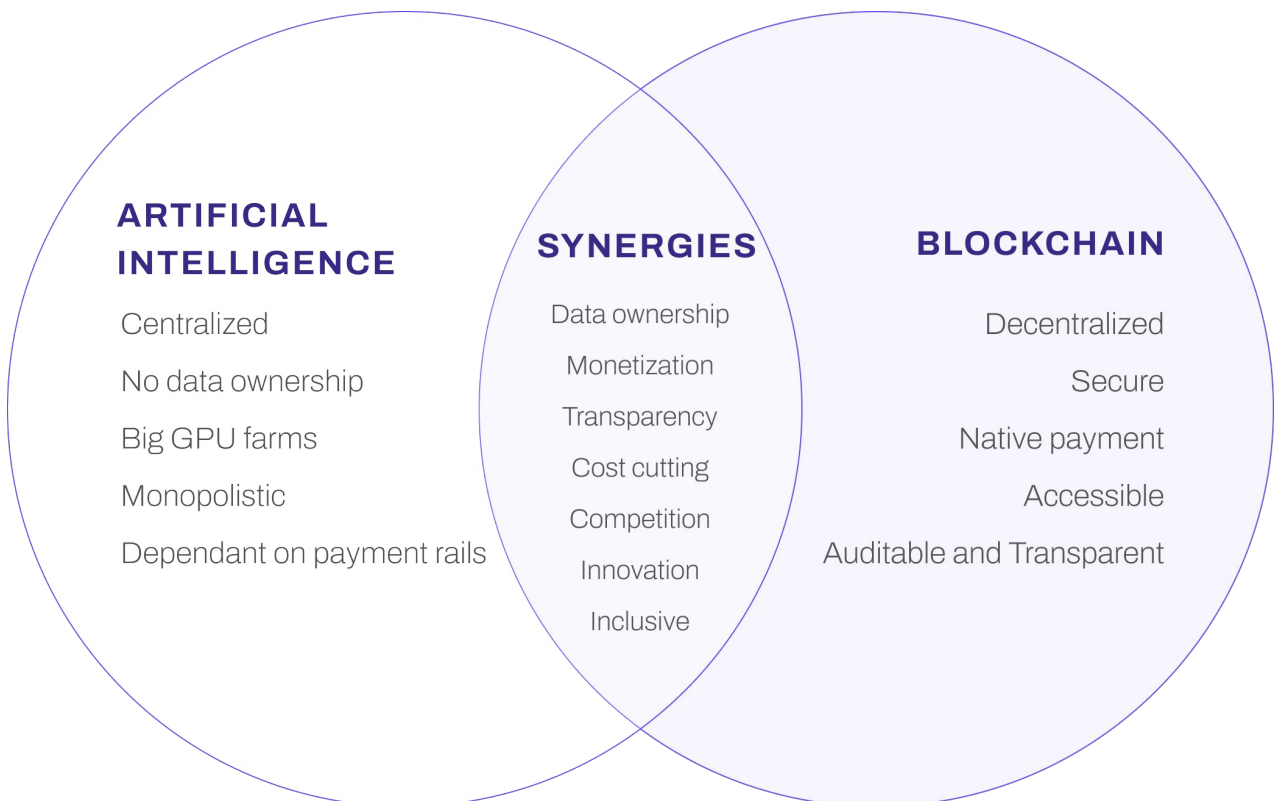 ARTIFICIAL
INTELLIGENCE
Centralized
No data ownership
Big GPU farms
Monopolistic
Dependant on payment rails
SYNERGIES
Data ownership
Monetization
Transparency
Cost cutting
Competition
Innovation
Inclusive
BLOCKCHAIN
Decentralized
Secure
Native payment
Accessible
Auditable and Transparent